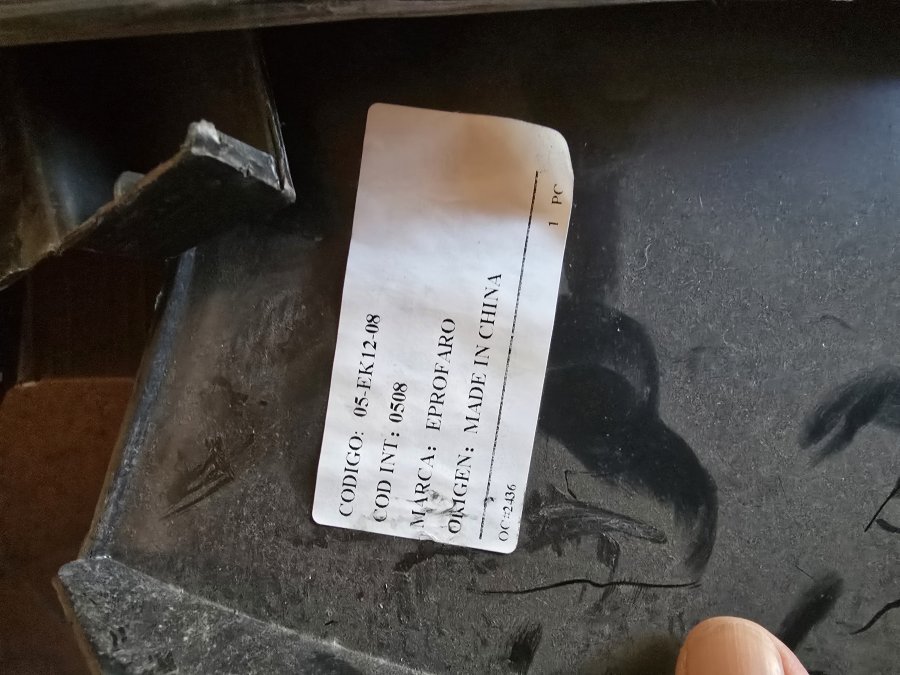 CODIGO: 05-EK12-08
COD INT: 0508
MARCA: EPROFARO
ORIGEN: MADE IN CHINA
OC#2436 1 PC